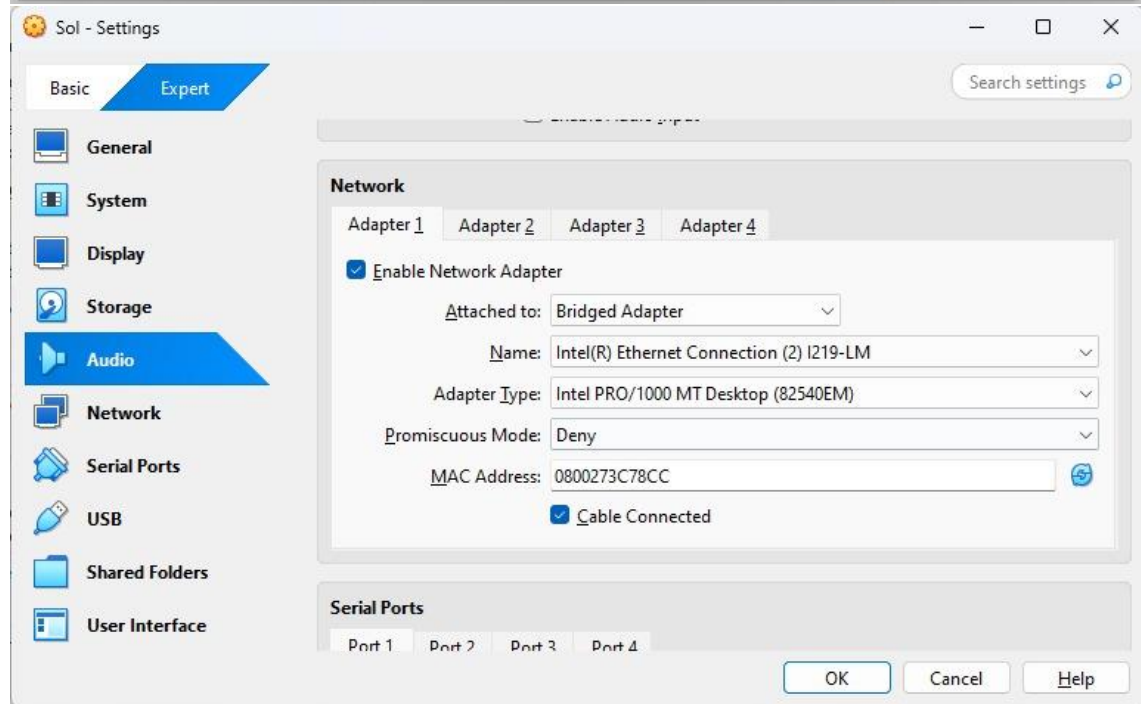 Sol - Settings
Basic Expert Search settings
General
System
Display
Storage
Audio
Network
Serial Ports
USB
Shared Folders
User Interface
Enable Audio Input
Network
Adapter 1 Adapter 2 Adapter 3 Adapter 4
Enable Network Adapter
Attached to: Bridged Adapter
Name: Intel(R) Ethernet Connection (2) I219-LM
Adapter Type: Intel PRO/1000 MT Desktop (82540EM)
Promiscuous Mode: Deny
MAC Address: 0800273C78CC
Cable Connected
Serial Ports
Port 1 Port 2 Port 3 Port 4
OK Cancel Help